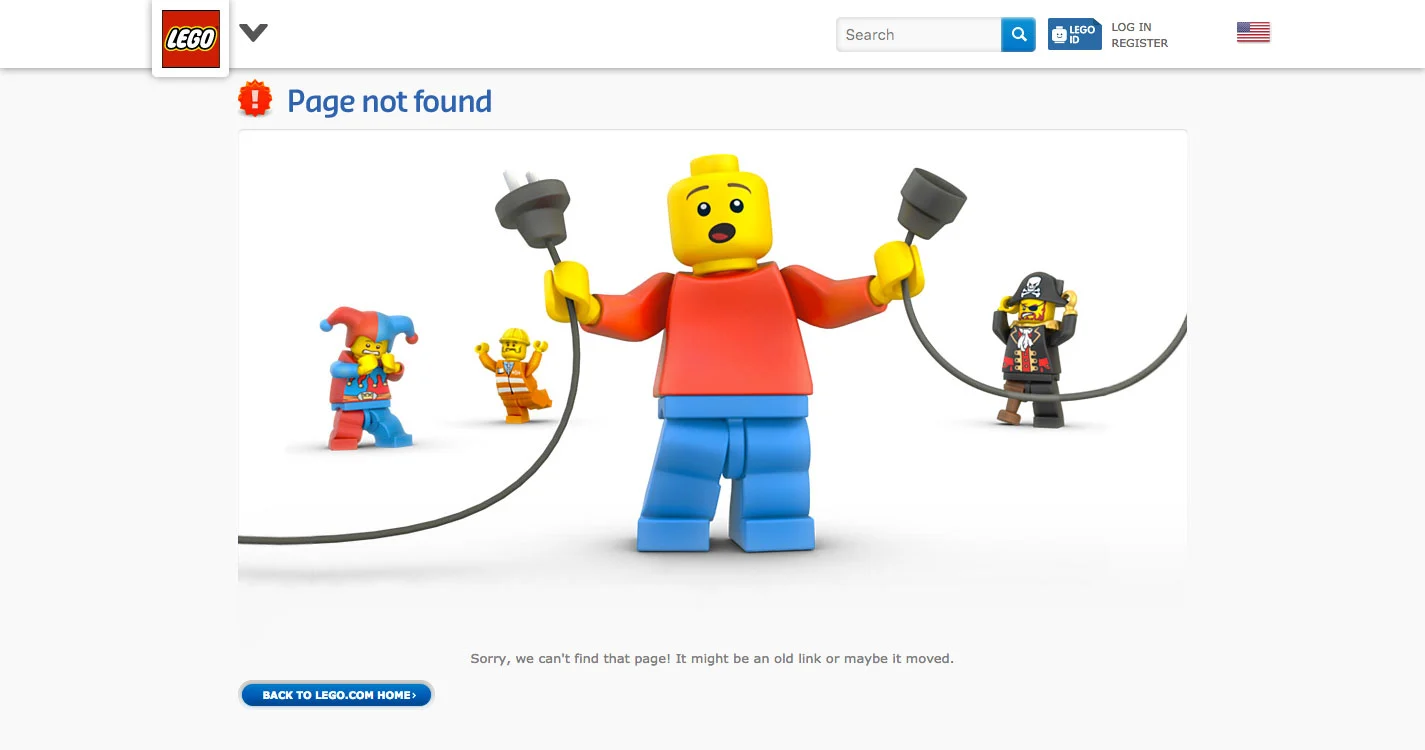 LEGO
Search
LEGO
ID
LOG IN
REGISTER
!
Page not found
Sorry, we can't find that page! It might be an old link or maybe it moved.
BACK TO LEGO.COM HOME ›